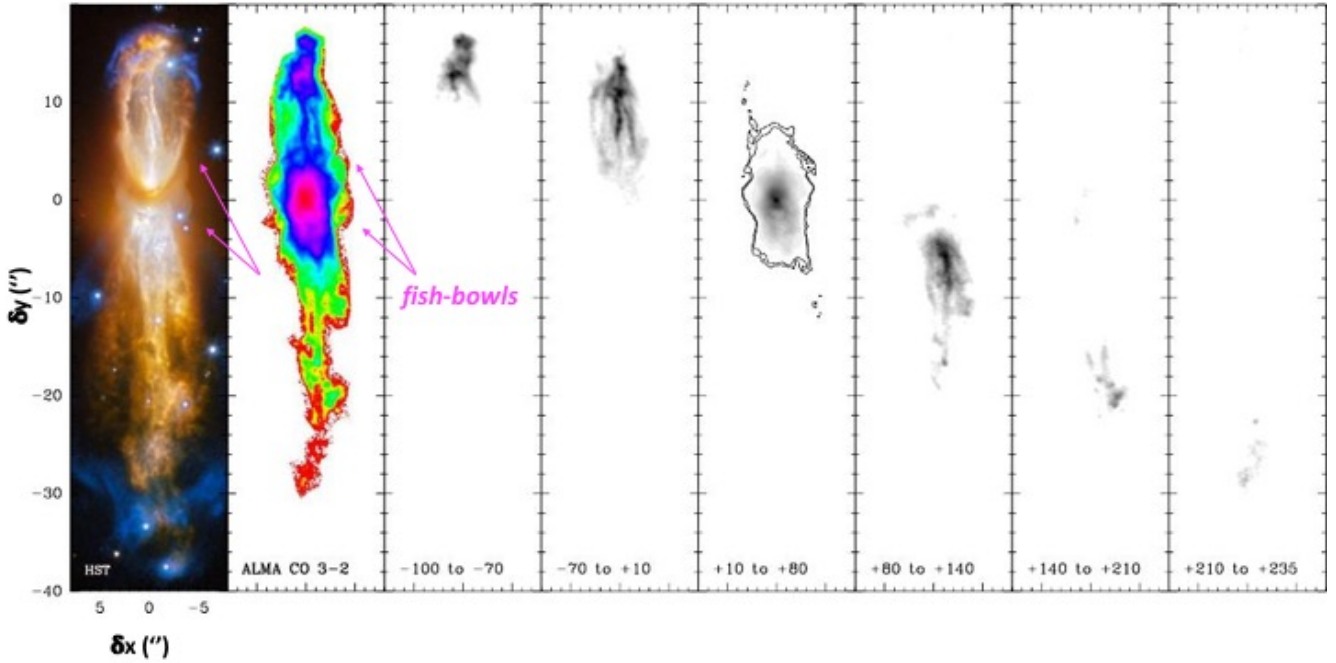 10
0
-10
-20
-30
-40
δy (″)
5 0 -5
δx (″)
HST
ALMA CO 3-2
fish-bowls
-100 to -70
-70 to +10
+10 to +80
+80 to +140
+140 to +210
+210 to +235